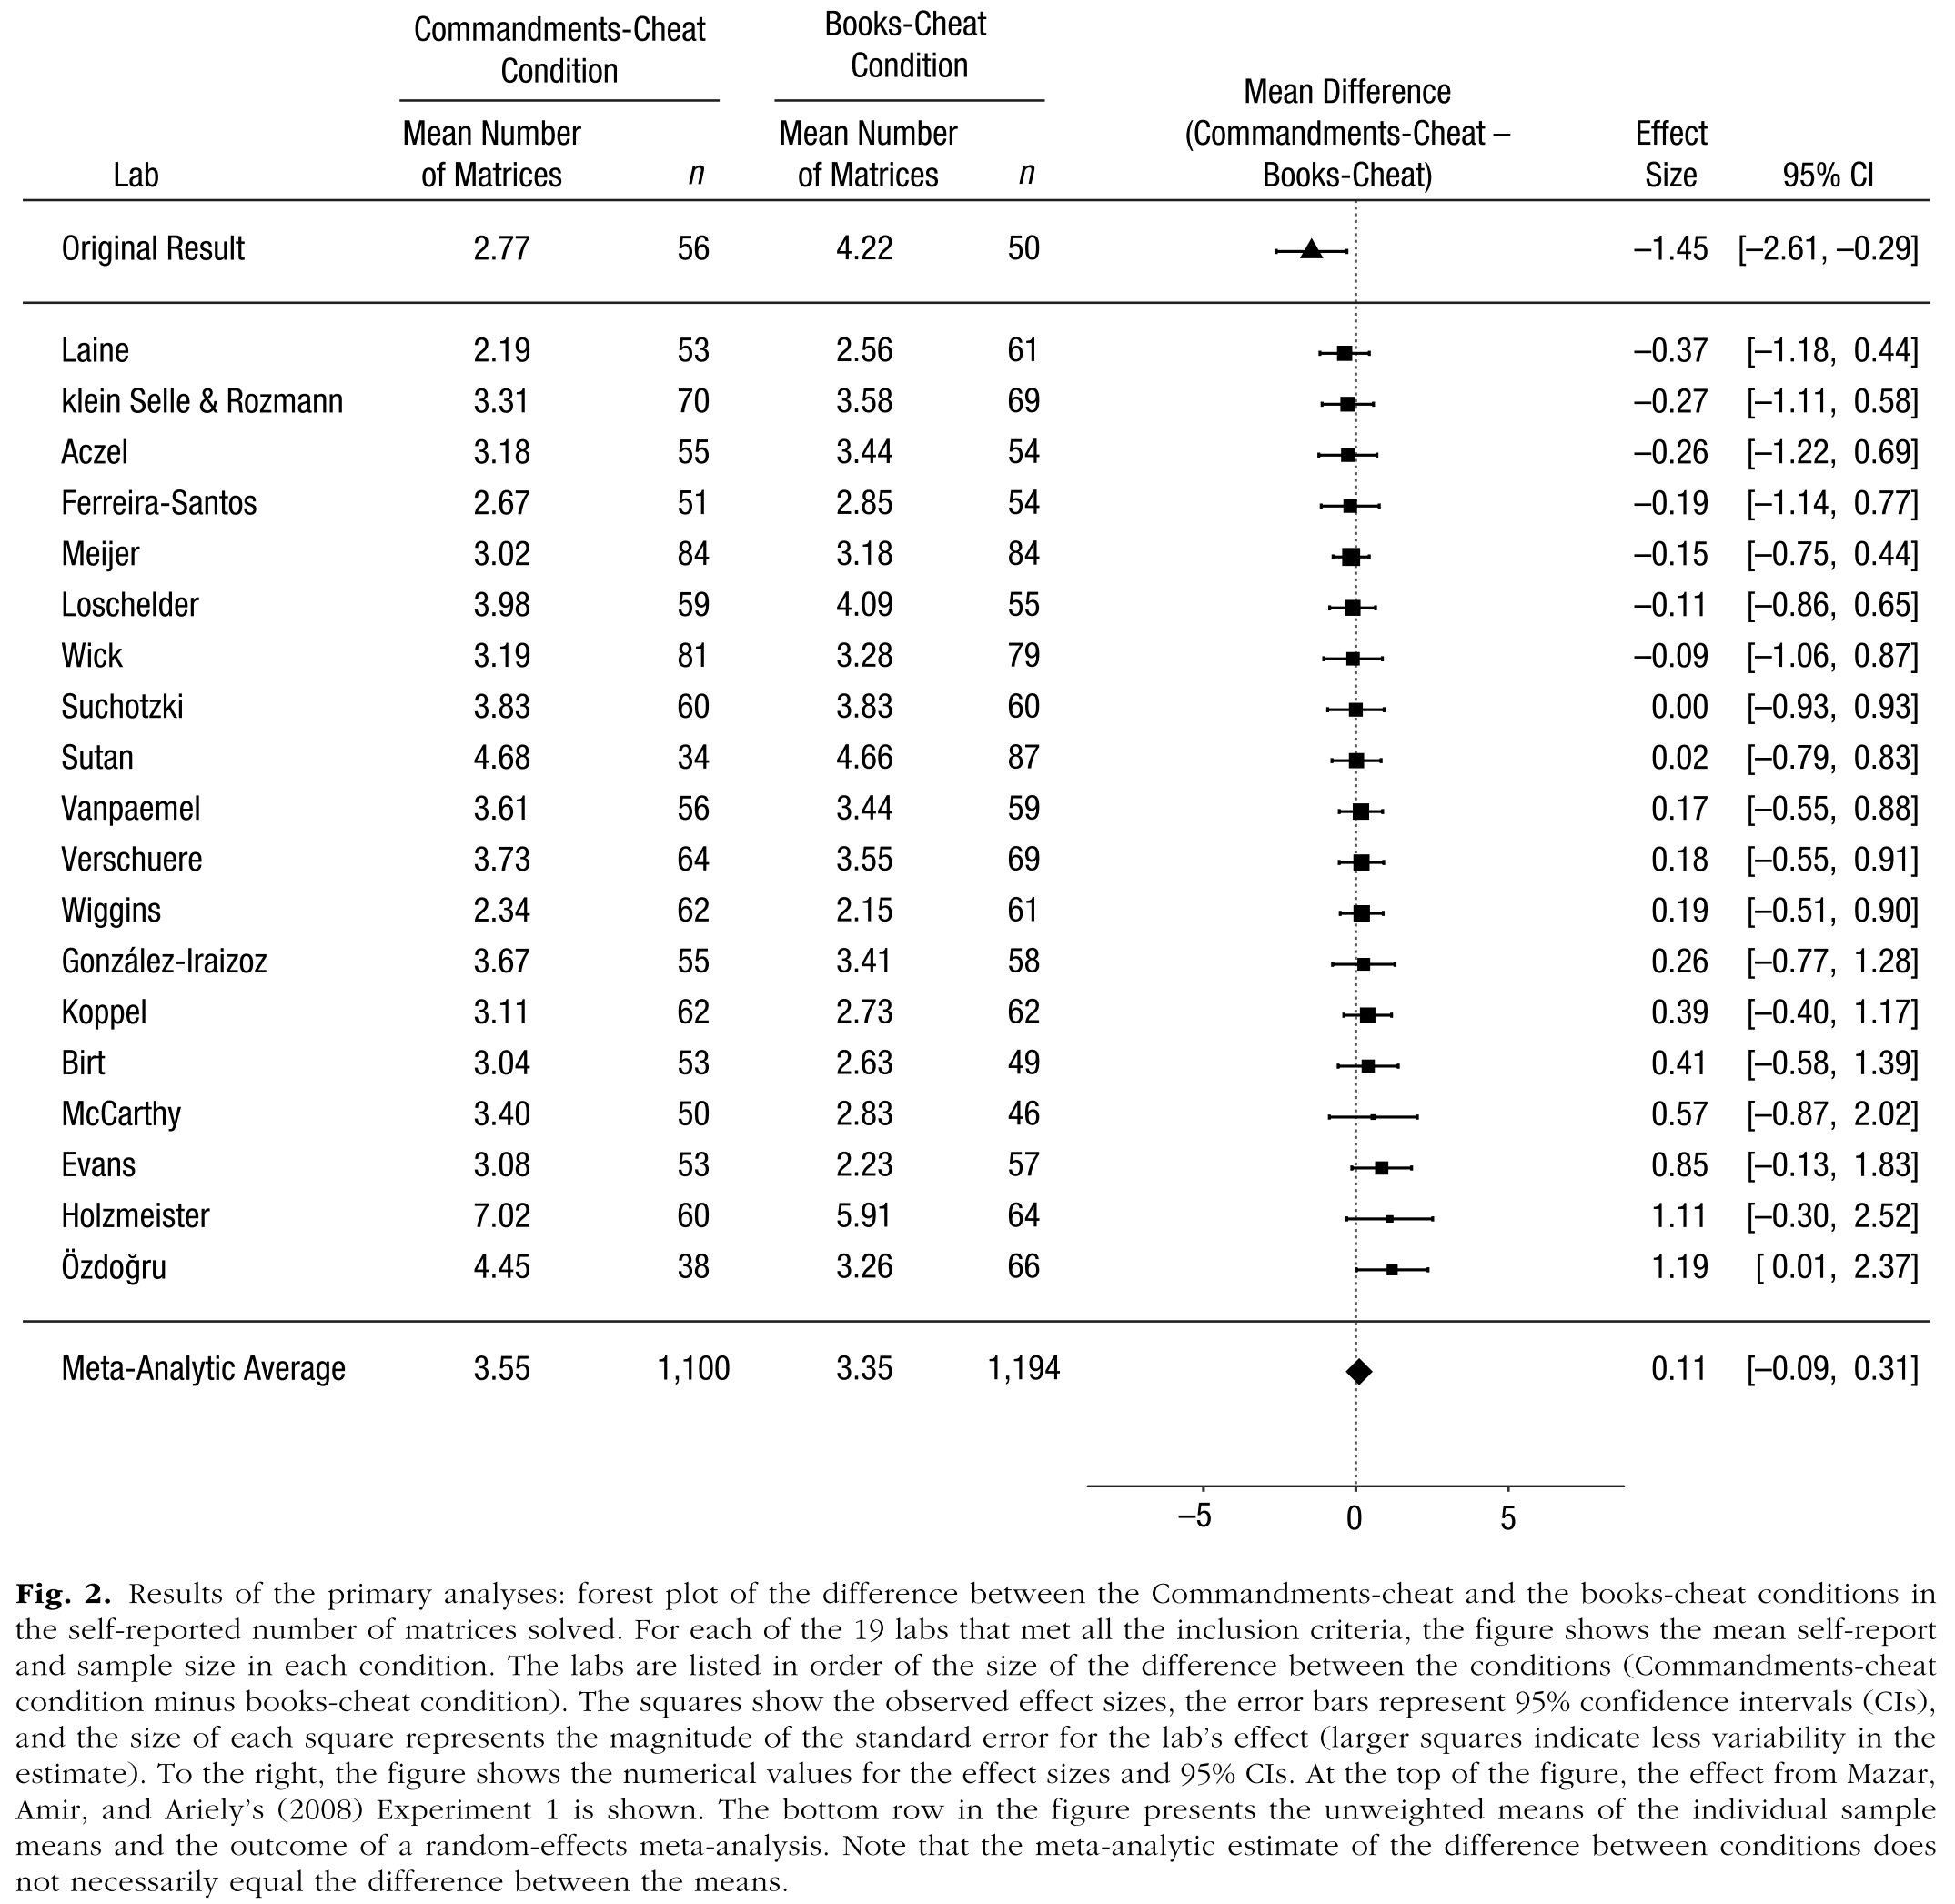 Commandments-Cheat Condition Books-Cheat Condition
Mean Difference (Commandments-Cheat – Books-Cheat)
Lab Mean Number of Matrices n Mean Number of Matrices n Effect Size 95% CI
Original Result 2.77 56 4.22 50 –1.45 [–2.61, –0.29]
Laine 2.19 53 2.56 61 –0.37 [–1.18, 0.44]
klein Selle & Rozmann 3.31 70 3.58 69 –0.27 [–1.11, 0.58]
Aczel 3.18 55 3.44 54 –0.26 [–1.22, 0.69]
Ferreira-Santos 2.67 51 2.85 54 –0.19 [–1.14, 0.77]
Meijer 3.02 84 3.18 84 –0.15 [–0.75, 0.44]
Loschelder 3.98 59 4.09 55 –0.11 [–0.86, 0.65]
Wick 3.19 81 3.28 79 –0.09 [–1.06, 0.87]
Suchotzki 3.83 60 3.83 60 0.00 [–0.93, 0.93]
Sutan 4.68 34 4.66 87 0.02 [–0.79, 0.83]
Vanpaemel 3.61 56 3.44 59 0.17 [–0.55, 0.88]
Verschuere 3.73 64 3.55 69 0.18 [–0.55, 0.91]
Wiggins 2.34 62 2.15 61 0.19 [–0.51, 0.90]
González-Iraizoz 3.67 55 3.41 58 0.26 [–0.77, 1.28]
Koppel 3.11 62 2.73 62 0.39 [–0.40, 1.17]
Birt 3.04 53 2.63 49 0.41 [–0.58, 1.39]
McCarthy 3.40 50 2.83 46 0.57 [–0.87, 2.02]
Evans 3.08 53 2.23 57 0.85 [–0.13, 1.83]
Holzmeister 7.02 60 5.91 64 1.11 [–0.30, 2.52]
Özdoğru 4.45 38 3.26 66 1.19 [ 0.01, 2.37]
Meta-Analytic Average 3.55 1,100 3.35 1,194 0.11 [–0.09, 0.31]
–5 0 5
Fig. 2. Results of the primary analyses: forest plot of the difference between the Commandments-cheat and the books-cheat conditions in
the self-reported number of matrices solved. For each of the 19 labs that met all the inclusion criteria, the figure shows the mean self-report
and sample size in each condition. The labs are listed in order of the size of the difference between the conditions (Commandments-cheat
condition minus books-cheat condition). The squares show the observed effect sizes, the error bars represent 95% confidence intervals (CIs),
and the size of each square represents the magnitude of the standard error for the lab's effect (larger squares indicate less variability in the
estimate). To the right, the figure shows the numerical values for the effect sizes and 95% CIs. At the top of the figure, the effect from Mazar,
Amir, and Ariely's (2008) Experiment 1 is shown. The bottom row in the figure presents the unweighted means of the individual sample
means and the outcome of a random-effects meta-analysis. Note that the meta-analytic estimate of the difference between conditions does
not necessarily equal the difference between the means.